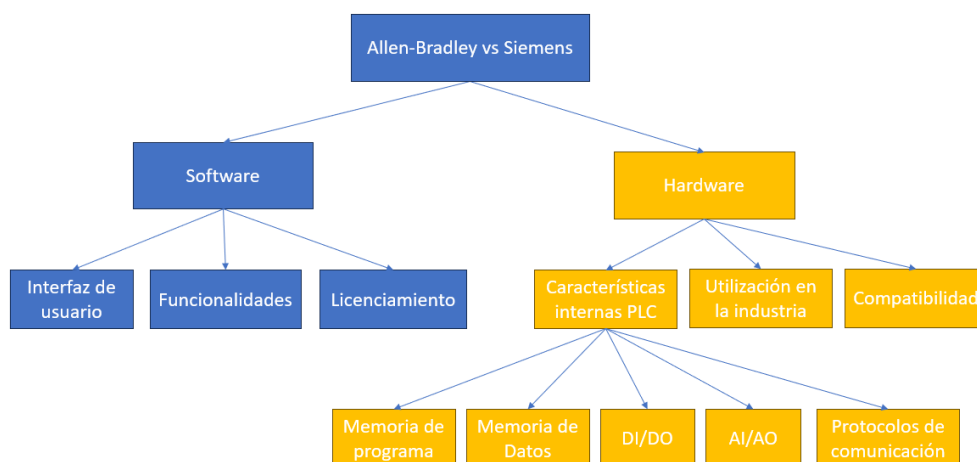 Allen-Bradley vs Siemens
Software
Hardware
Interfaz de
usuario
Funcionalidades
Licenciamiento
Características
internas PLC
Utilización en
la industria
Compatibilidad
Memoria de
programa
Memoria de
Datos
DI/DO
AI/AO
Protocolos de
comunicación